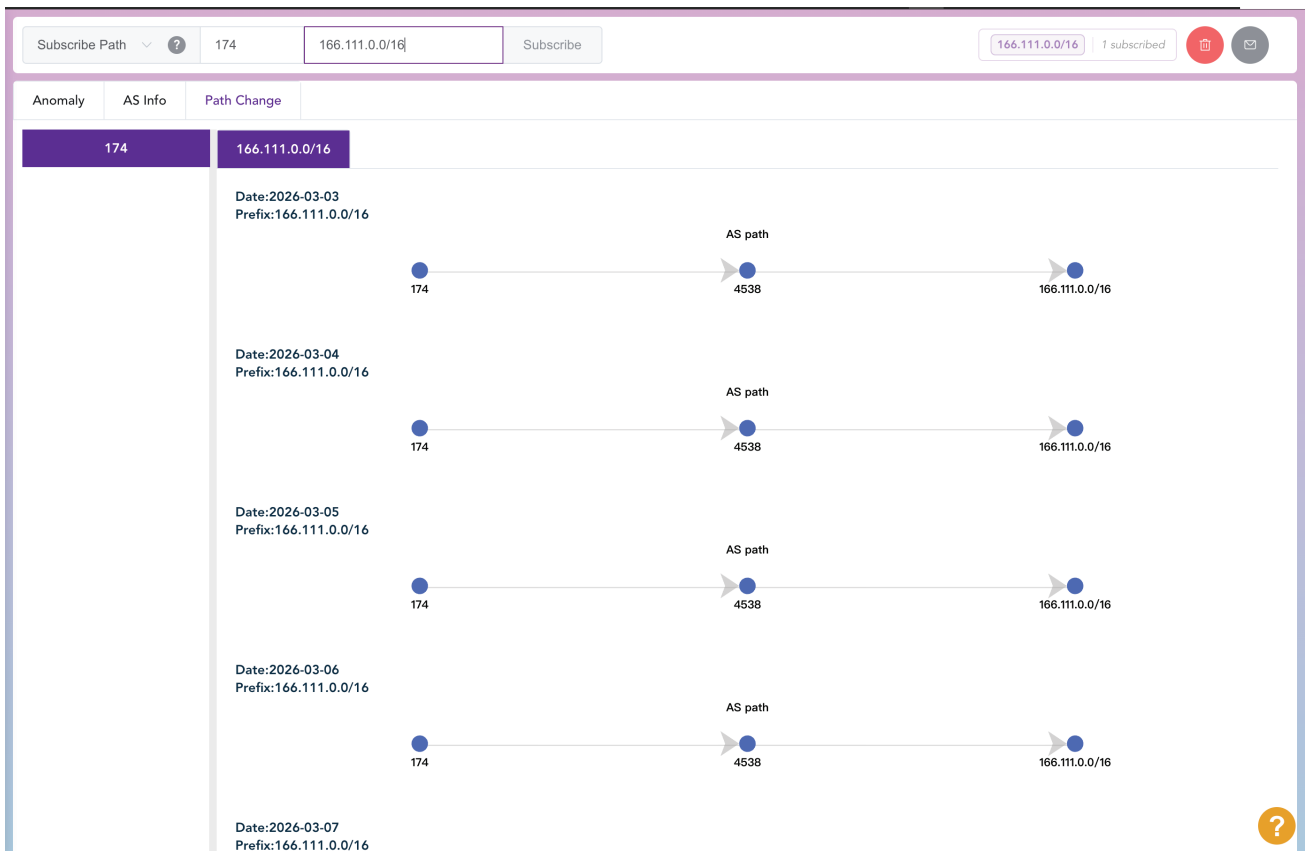 Subscribe Path ? 174 166.111.0.0/16 Subscribe 166.111.0.0/16 1 subscribed
Anomaly AS Info Path Change
174 166.111.0.0/16
Date:2026-03-03
Prefix:166.111.0.0/16
AS path
174 4538 166.111.0.0/16
Date:2026-03-04
Prefix:166.111.0.0/16
AS path
174 4538 166.111.0.0/16
Date:2026-03-05
Prefix:166.111.0.0/16
AS path
174 4538 166.111.0.0/16
Date:2026-03-06
Prefix:166.111.0.0/16
AS path
174 4538 166.111.0.0/16
Date:2026-03-07
Prefix:166.111.0.0/16
?